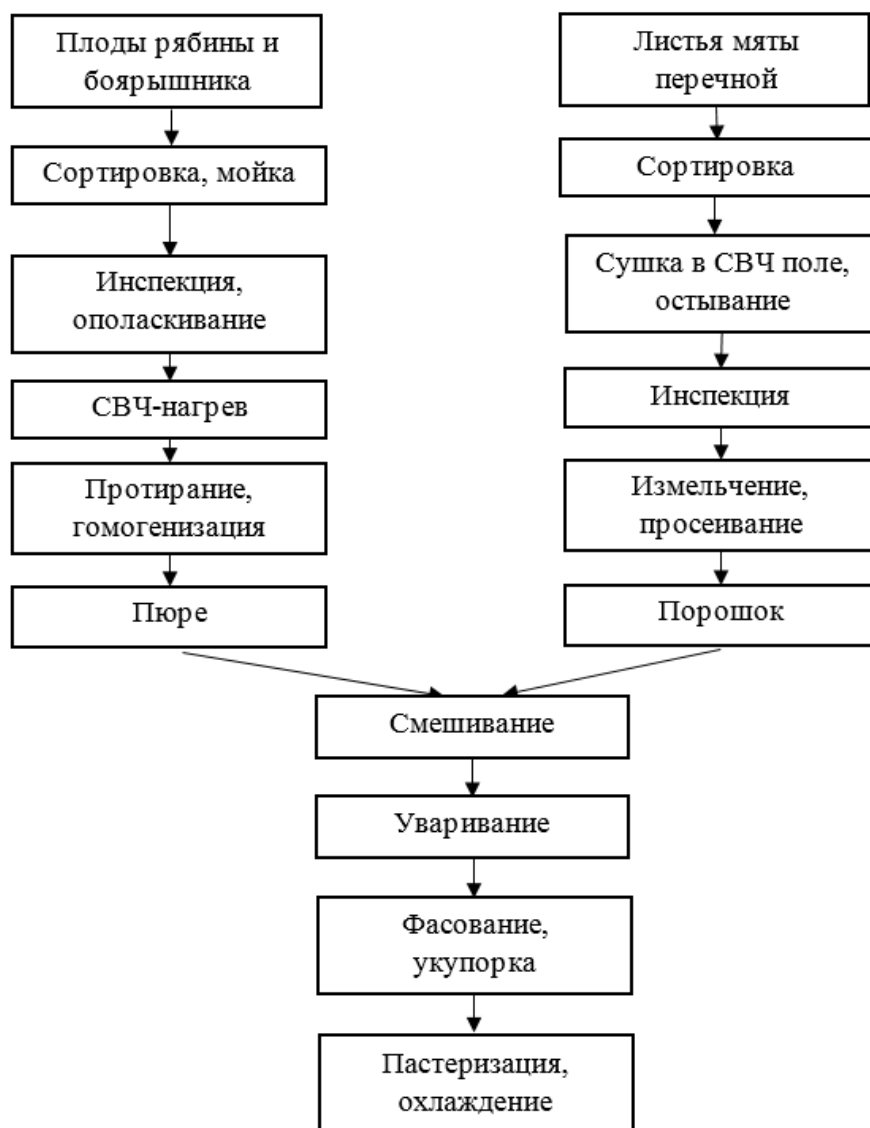 Плоды рябины и
боярышника
Сортировка, мойка
Инспекция,
ополаскивание
СВЧ-нагрев
Протирание,
гомогенизация
Пюре
Листья мяты
перечной
Сортировка
Сушка в СВЧ поле,
остывание
Инспекция
Измельчение,
просеивание
Порошок
Смешивание
Уваривание
Фасование,
укупорка
Пастеризация,
охлаждение